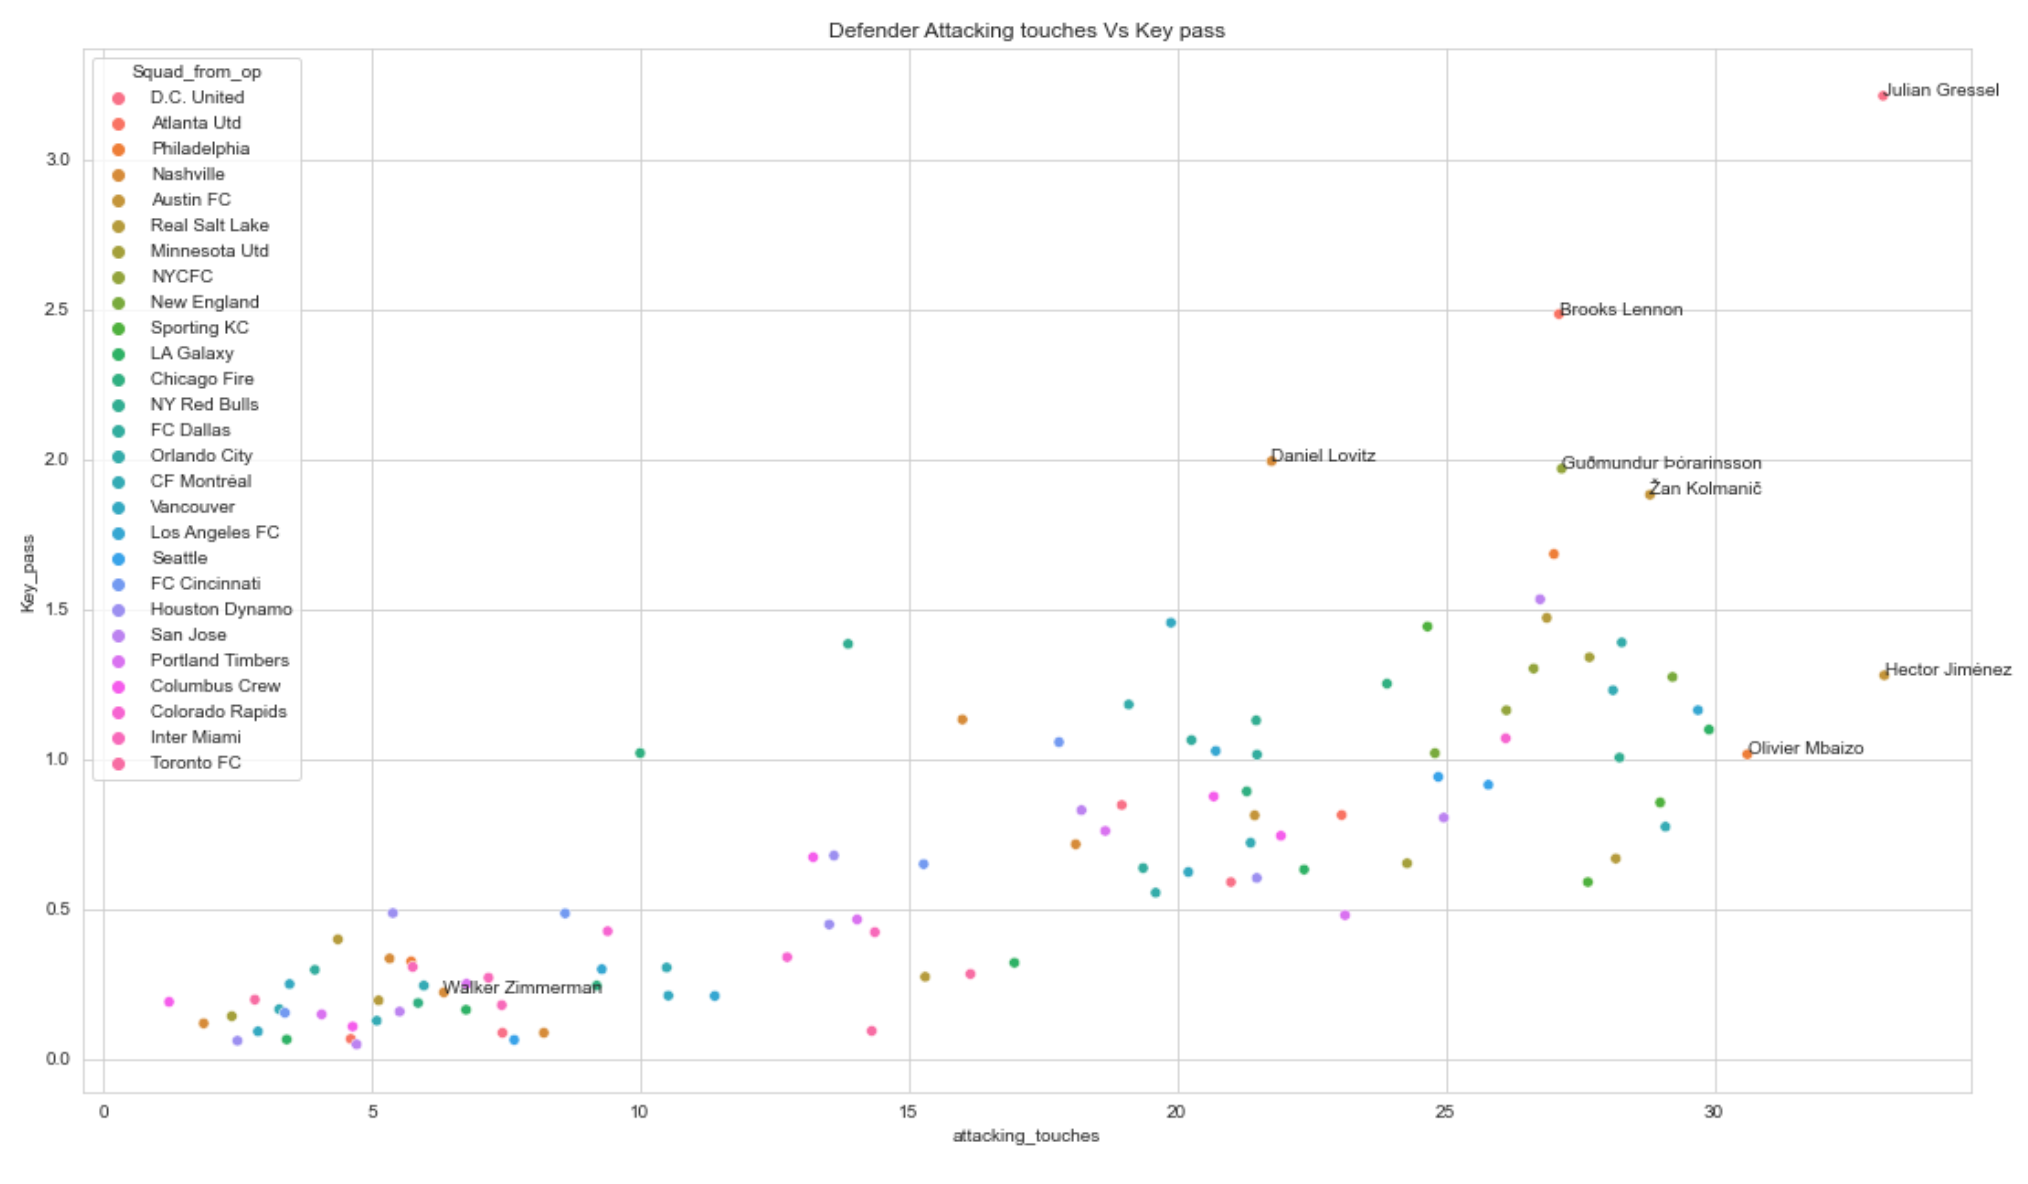 Defender Attacking touches Vs Key pass
Squad_from_op
D.C. United
Atlanta Utd
Philadelphia
Nashville
Austin FC
Real Salt Lake
Minnesota Utd
NYCFC
New England
Sporting KC
LA Galaxy
Chicago Fire
NY Red Bulls
FC Dallas
Orlando City
CF Montréal
Vancouver
Los Angeles FC
Seattle
FC Cincinnati
Houston Dynamo
San Jose
Portland Timbers
Columbus Crew
Colorado Rapids
Inter Miami
Toronto FC
Julian Gressel
Brooks Lennon
Daniel Lovitz
Guðmundur Þórarinsson
Žan Kolmanič
Hector Jiménez
Olivier Mbaizo
Walker Zimmerman
Key_pass
3.0
2.5
2.0
1.5
1.0
0.5
0.0
0 5 10 15 20 25 30
attacking_touches